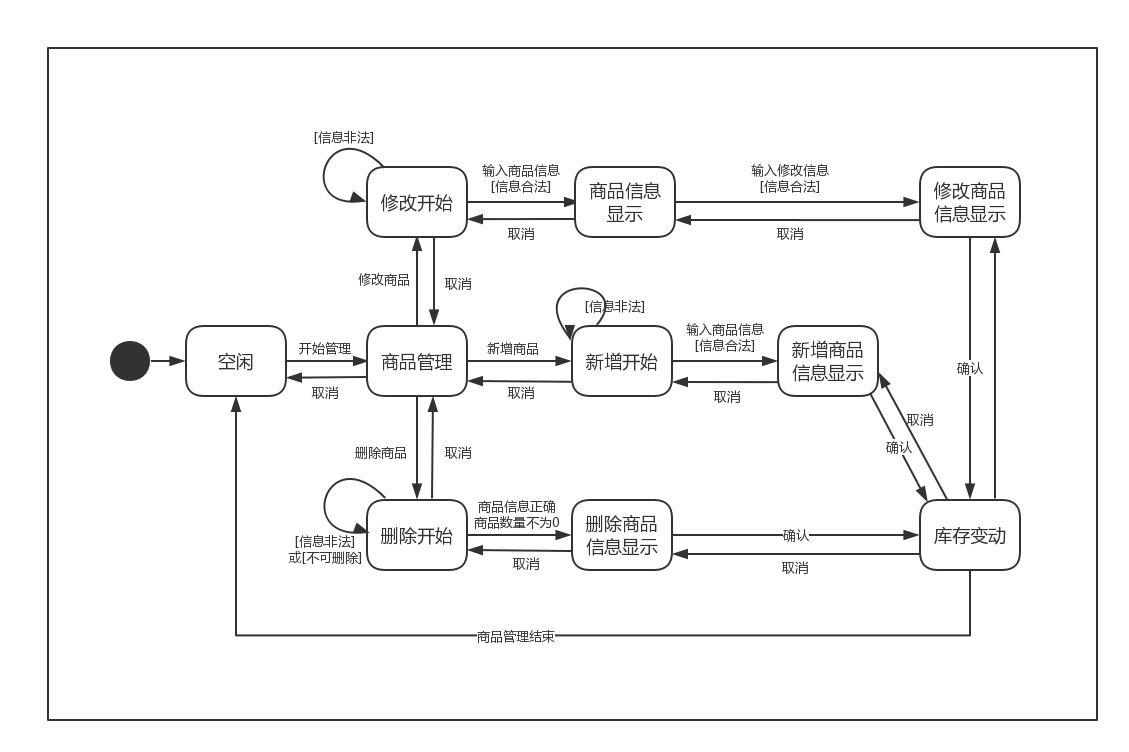 [信息非法]
输入商品信息
[信息合法]
输入修改信息
[信息合法]
修改开始
商品信息
显示
修改商品
信息显示
取消
取消
修改商品
取消
[信息非法]
输入商品信息
[信息合法]
空闲
开始管理
商品管理
新增商品
新增开始
新增商品
信息显示
确认
取消
取消
取消
取消
确认
删除商品
取消
商品信息正确
商品数量不为0
删除开始
删除商品
信息显示
确认
库存变动
[信息非法]
或[不可删除]
取消
取消
商品管理结束